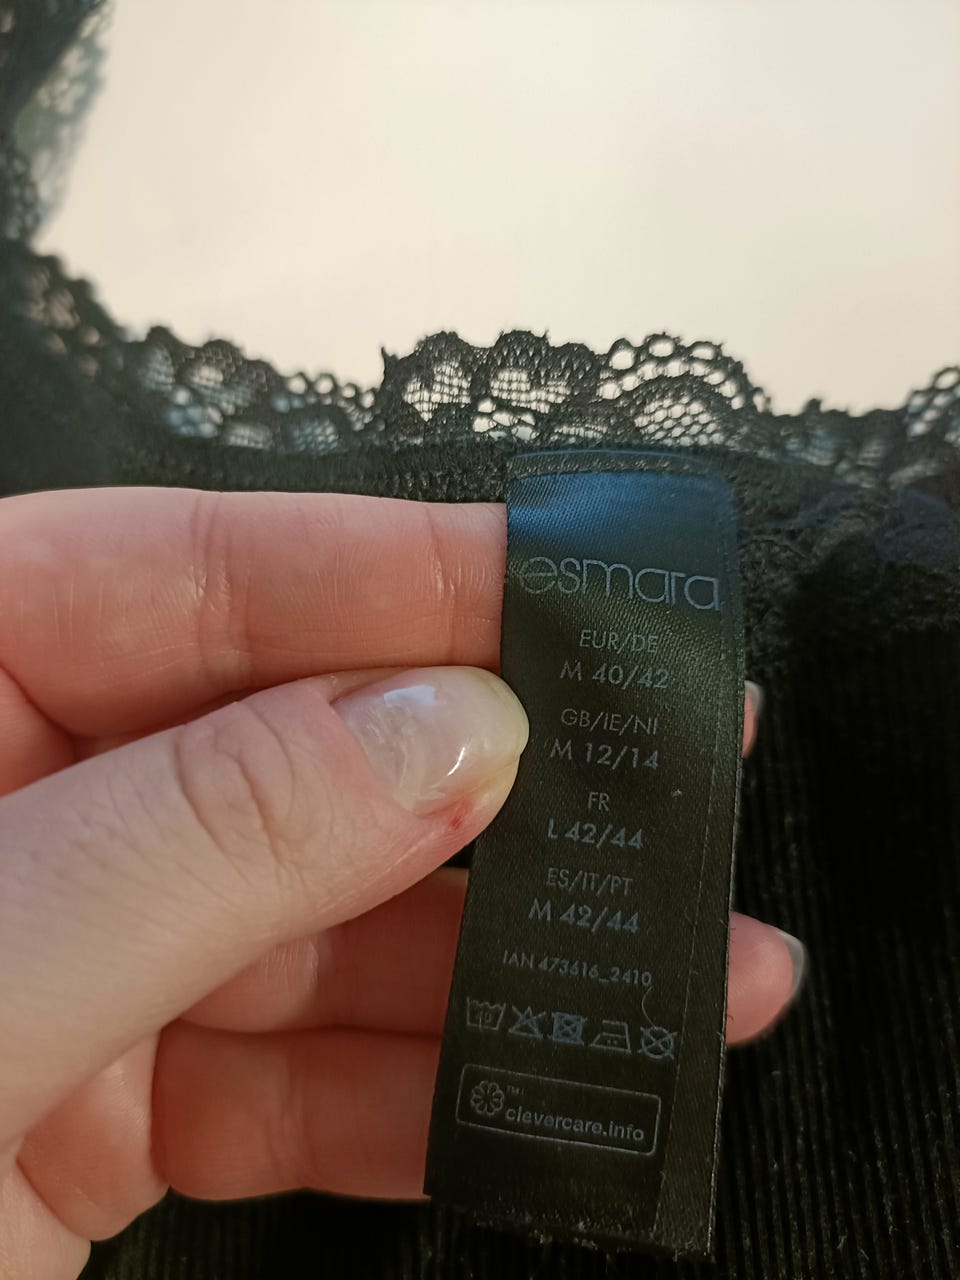 esmara
EUR/DE
M 40/42
GB/IE/NI
M 12/14
FR
L 42/44
ES/IT/PT
M 42/44
IAN 473616_2410
clevercare.info